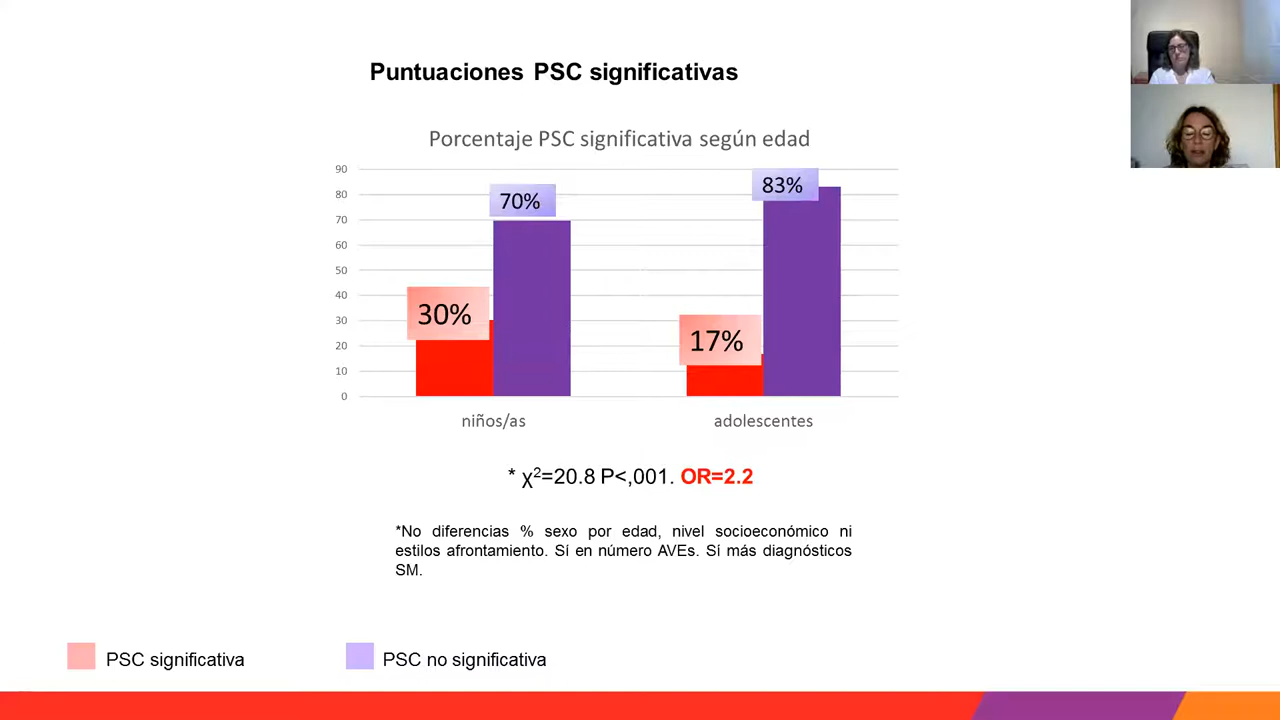 Puntuaciones PSC significativas
Porcentaje PSC significativa según edad
90
80
70
60
50
40
30
20
10
0
30%
70%
17%
83%
niños/as
adolescentes
* χ²=20.8 P<,001. OR=2.2
*No diferencias % sexo por edad, nivel socioeconómico ni
estilos afrontamiento. Sí en número AVEs. Sí más diagnósticos
SM.
PSC significativa
PSC no significativa